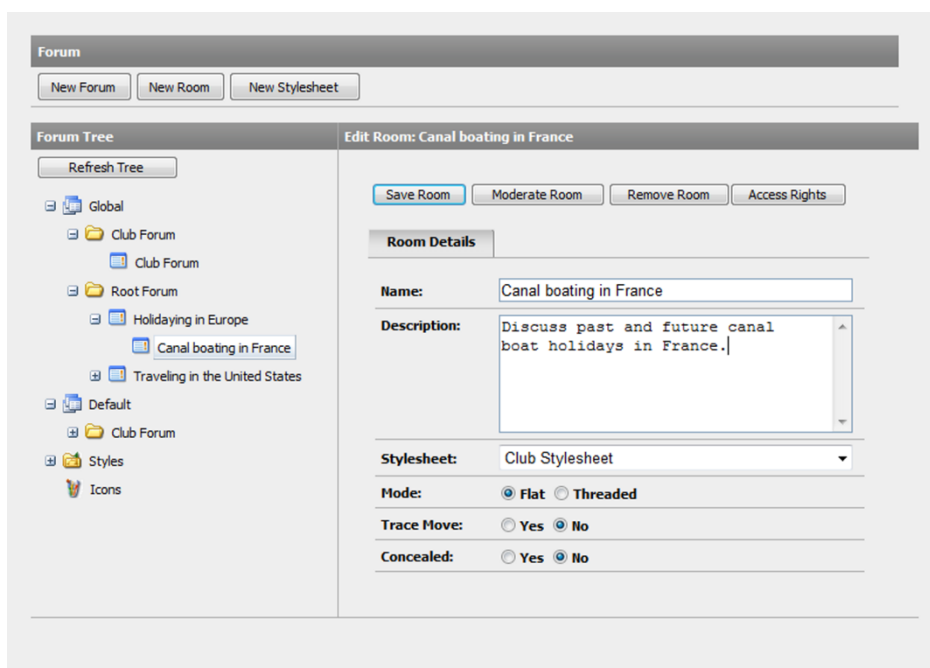 Forum
New Forum New Room New Stylesheet
Forum Tree
Refresh Tree
Global
Club Forum
Club Forum
Root Forum
Holidaying in Europe
Canal boating in France
Traveling in the United States
Default
Club Forum
Styles
Icons
Edit Room: Canal boating in France
Save Room Moderate Room Remove Room Access Rights
Room Details
Name: Canal boating in France
Description: Discuss past and future canal
boat holidays in France.
Stylesheet: Club Stylesheet
Mode: Flat Threaded
Trace Move: Yes No
Concealed: Yes No